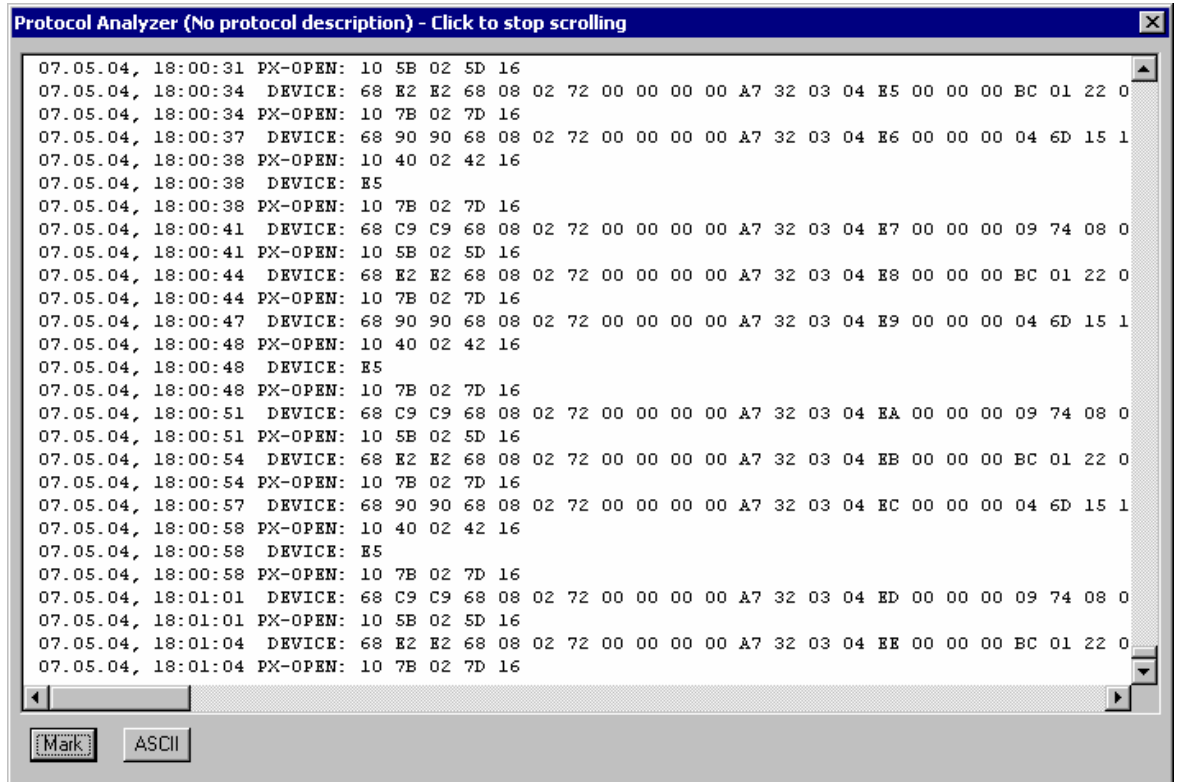 Protocol Analyzer (No protocol description) - Click to stop scrolling
07.05.04, 18:00:31 PX-OPEN: 10 5B 02 5D 16
07.05.04, 18:00:34 DEVICE: 68 E2 E2 68 08 02 72 00 00 00 00 A7 32 03 04 E5 00 00 00 BC 01 22 0
07.05.04, 18:00:34 PX-OPEN: 10 7B 02 7D 16
07.05.04, 18:00:37 DEVICE: 68 90 90 68 08 02 72 00 00 00 00 A7 32 03 04 E6 00 00 00 04 6D 15 1
07.05.04, 18:00:38 PX-OPEN: 10 40 02 42 16
07.05.04, 18:00:38 DEVICE: E5
07.05.04, 18:00:38 PX-OPEN: 10 7B 02 7D 16
07.05.04, 18:00:41 DEVICE: 68 C9 C9 68 08 02 72 00 00 00 00 A7 32 03 04 E7 00 00 00 09 74 08 0
07.05.04, 18:00:41 PX-OPEN: 10 5B 02 5D 16
07.05.04, 18:00:44 DEVICE: 68 E2 E2 68 08 02 72 00 00 00 00 A7 32 03 04 E8 00 00 00 BC 01 22 0
07.05.04, 18:00:44 PX-OPEN: 10 7B 02 7D 16
07.05.04, 18:00:47 DEVICE: 68 90 90 68 08 02 72 00 00 00 00 A7 32 03 04 E9 00 00 00 04 6D 15 1
07.05.04, 18:00:48 PX-OPEN: 10 40 02 42 16
07.05.04, 18:00:48 DEVICE: E5
07.05.04, 18:00:48 PX-OPEN: 10 7B 02 7D 16
07.05.04, 18:00:51 DEVICE: 68 C9 C9 68 08 02 72 00 00 00 00 A7 32 03 04 EA 00 00 00 09 74 08 0
07.05.04, 18:00:51 PX-OPEN: 10 5B 02 5D 16
07.05.04, 18:00:54 DEVICE: 68 E2 E2 68 08 02 72 00 00 00 00 A7 32 03 04 EB 00 00 00 BC 01 22 0
07.05.04, 18:00:54 PX-OPEN: 10 7B 02 7D 16
07.05.04, 18:00:57 DEVICE: 68 90 90 68 08 02 72 00 00 00 00 A7 32 03 04 EC 00 00 00 04 6D 15 1
07.05.04, 18:00:58 PX-OPEN: 10 40 02 42 16
07.05.04, 18:00:58 DEVICE: E5
07.05.04, 18:00:58 PX-OPEN: 10 7B 02 7D 16
07.05.04, 18:01:01 DEVICE: 68 C9 C9 68 08 02 72 00 00 00 00 A7 32 03 04 ED 00 00 00 09 74 08 0
07.05.04, 18:01:01 PX-OPEN: 10 5B 02 5D 16
07.05.04, 18:01:04 DEVICE: 68 E2 E2 68 08 02 72 00 00 00 00 A7 32 03 04 EE 00 00 00 BC 01 22 0
07.05.04, 18:01:04 PX-OPEN: 10 7B 02 7D 16
Mark ASCII